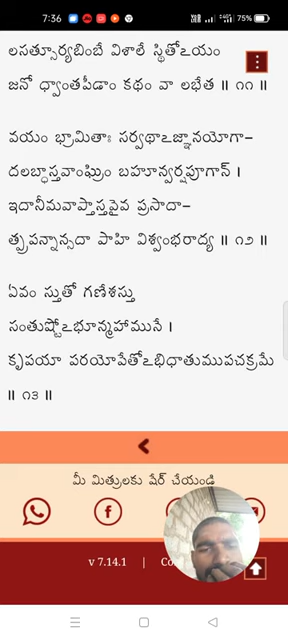 7:36
75%
లసత్సూర్యబింబే విశాలే స్థితోఽయం
జనో ధ్వాంతపీడాం కథం వా లభేత ॥ ౧౧ ॥
వయం భ్రామితాః సర్వథాఽజ్ఞానయోగా-
దలబ్ధాస్తవాంఘ్రిం బహూన్వర్షపూగాన్ ।
ఇదానీమవాప్తాస్తవైవ ప్రసాదా-
త్ప్రపన్నాన్సదా పాహి విశ్వంభరాద్య ॥ ౧౨ ॥
ఏవం స్తుతో గణేశస్తు
సంతుష్టోఽభూన్మహామునే ।
కృపయా పరయోపేతోఽభిధాతుముపచక్రమే
॥ ౧౩ ॥
మీ మిత్రులకు షేర్ చేయండి
v 7.14.1 |